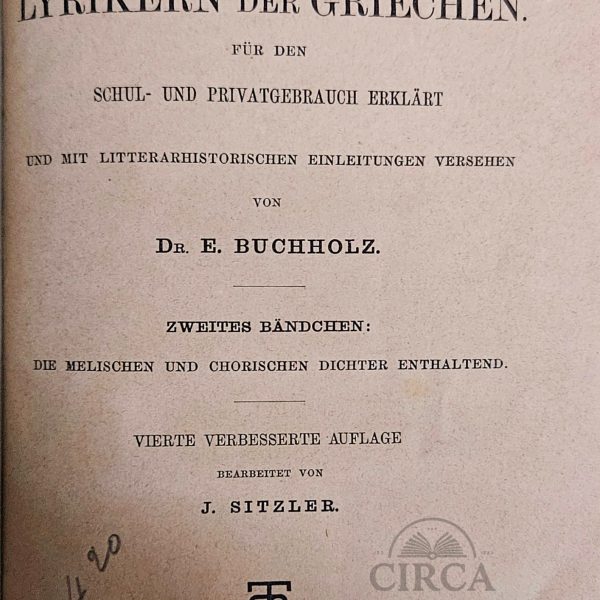 LYRIKERN DER GRIECHEN.
FÜR DEN
SCHUL- UND PRIVATGEBRAUCH ERKLÄRT
UND MIT LITTERARHISTORISCHEN EINLEITUNGEN VERSEHEN
VON
DR. E. BUCHHOLZ.
ZWEITES BÄNDCHEN:
DIE MELISCHEN UND CHORISCHEN DICHTER ENTHALTEND.
VIERTE VERBESSERTE AUFLAGE
BEARBEITET VON
J. SITZLER.
420
CIRCA